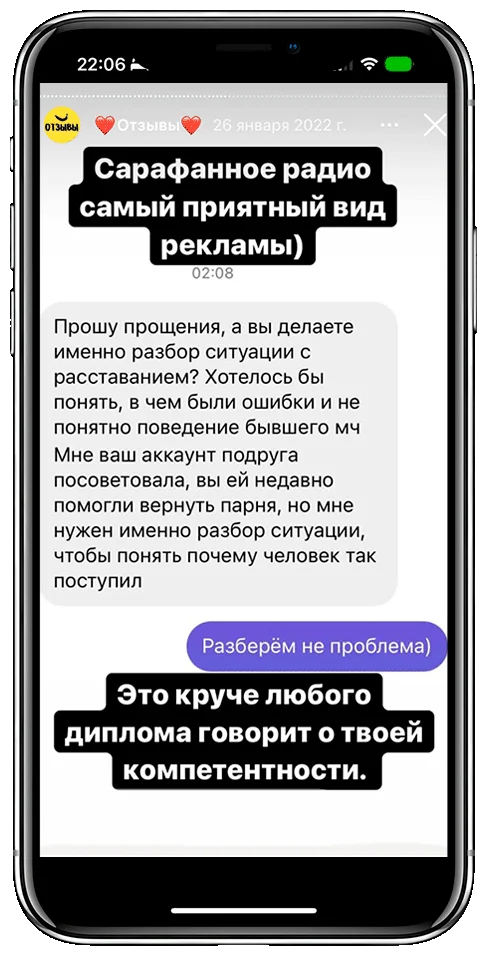 22:06
ОТЗЫВЫ
❤️Отзывы❤️ 26 января 2022 г. ...
Сарафанное радио
самый приятный вид
рекламы)
02:08
Прошу прощения, а вы делаете
именно разбор ситуации с
расставанием? Хотелось бы
понять, в чем были ошибки и не
понятно поведение бывшего мч
Мне ваш аккаунт подруга
посоветовала, вы ей недавно
помогли вернуть парня, но мне
нужен именно разбор ситуации,
чтобы понять почему человек так
поступил
Разберём не проблема)
Это круче любого
диплома говорит о твоей
компетентности.